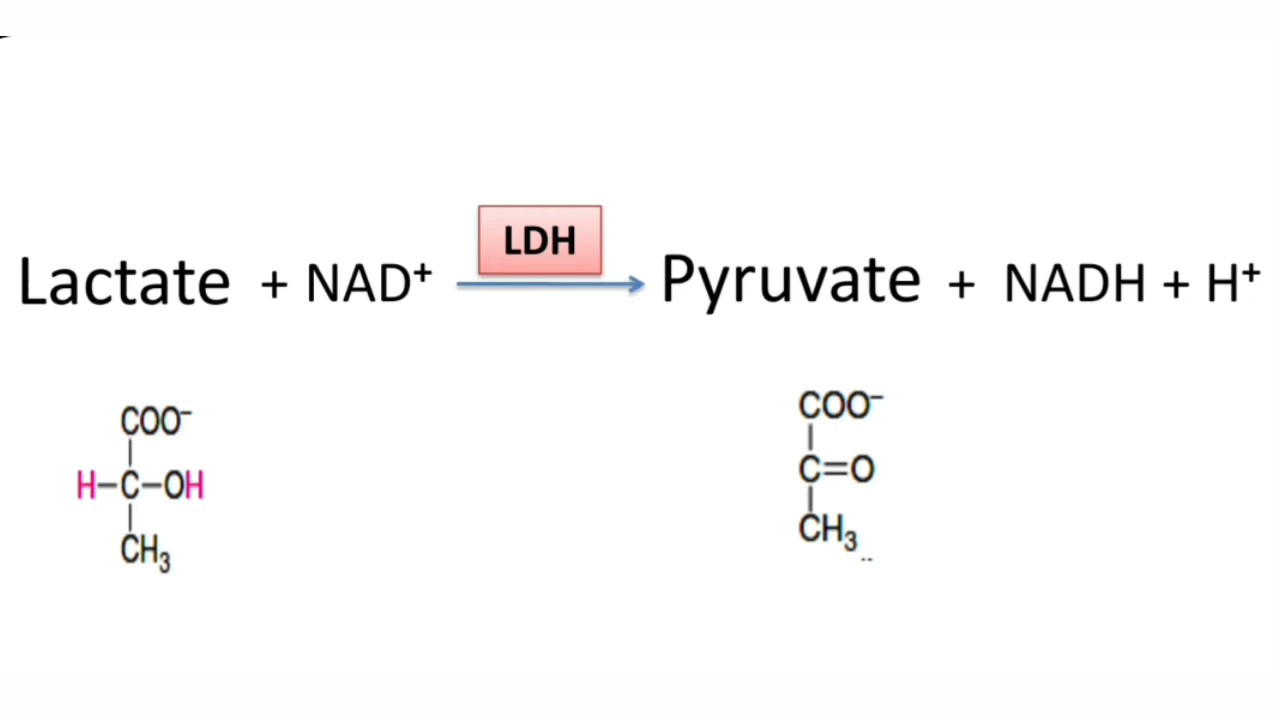 LDH
Lactate + NAD⁺ Pyruvate + NADH + H⁺
COO⁻
H–C–OH
CH₃
COO⁻
C=O
CH₃